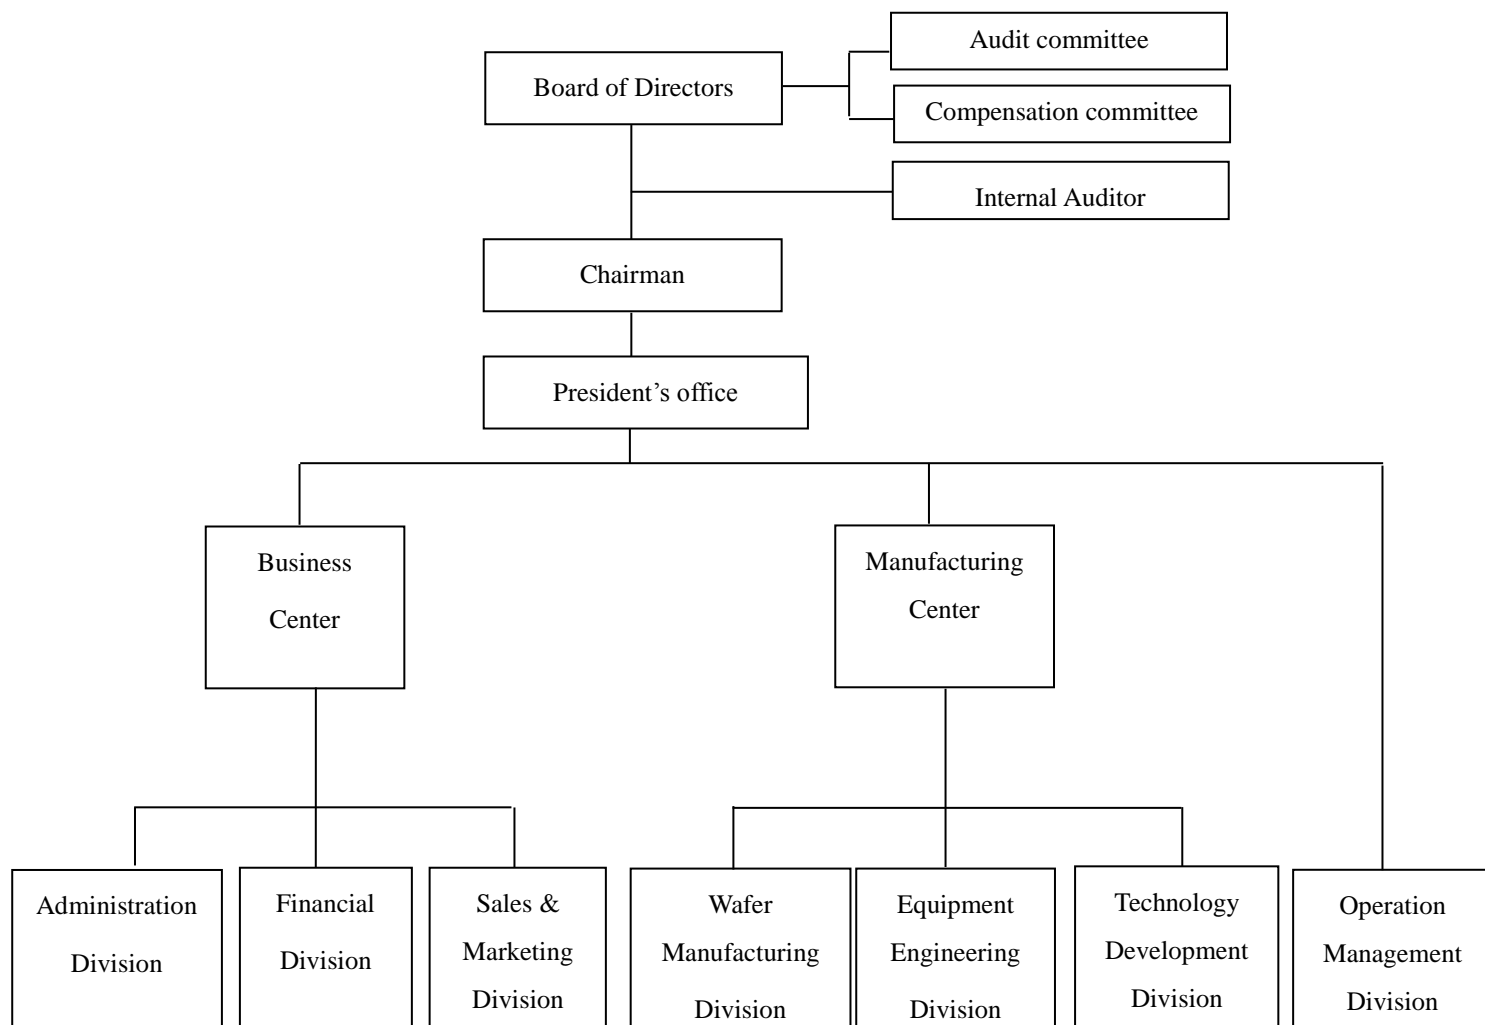 Audit committee
Board of Directors
Compensation committee
Internal Auditor
Chairman
President’s office
Business
Center
Manufacturing
Center
Administration
Division
Financial
Division
Sales &
Marketing
Division
Wafer
Manufacturing
Division
Equipment
Engineering
Division
Technology
Development
Division
Operation
Management
Division